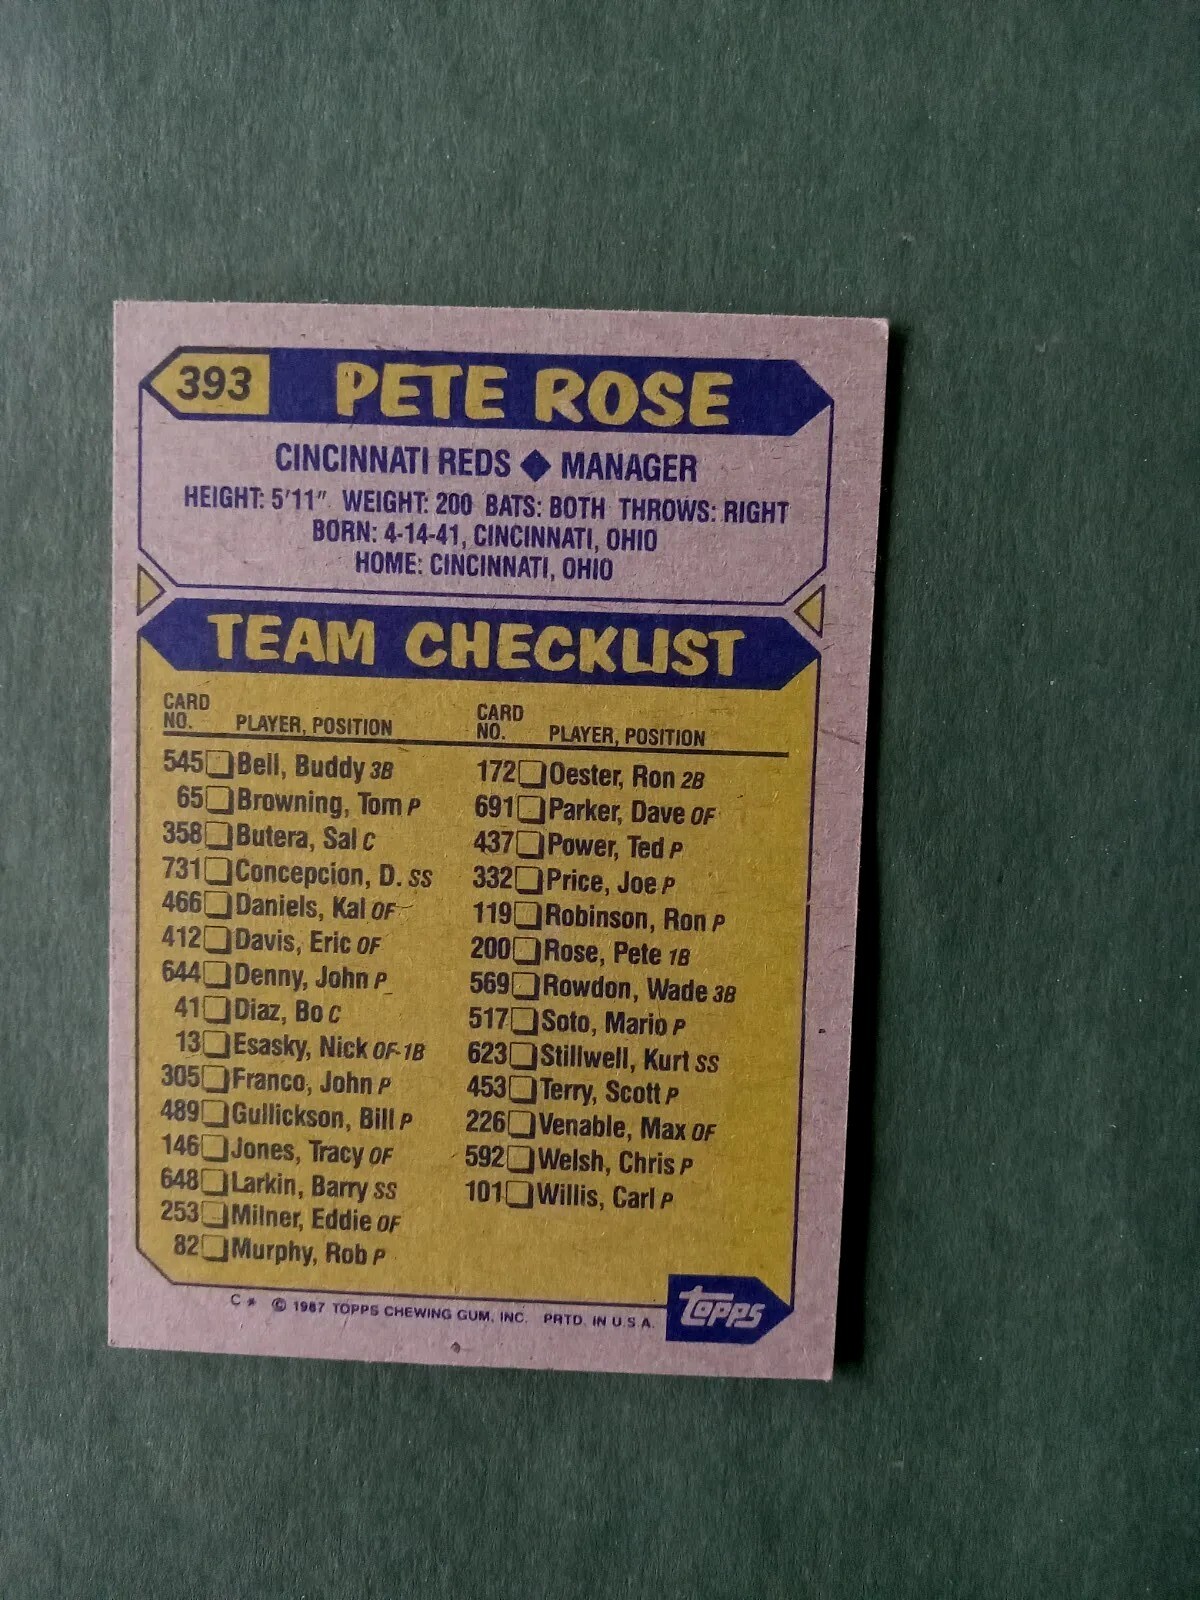 393 PETE ROSE
CINCINNATI REDS ◆ MANAGER
HEIGHT: 5'11" WEIGHT: 200 BATS: BOTH THROWS: RIGHT
BORN: 4-14-41, CINCINNATI, OHIO
HOME: CINCINNATI, OHIO
TEAM CHECKLIST
CARD
NO. PLAYER, POSITION
545 Bell, Buddy 3B
65 Browning, Tom P
358 Butera, Sal C
731 Concepcion, D. SS
466 Daniels, Kal OF
412 Davis, Eric OF
644 Denny, John P
41 Diaz, Bo C
13 Esasky, Nick OF-1B
305 Franco, John P
489 Gullickson, Bill P
146 Jones, Tracy OF
648 Larkin, Barry SS
253 Milner, Eddie OF
82 Murphy, Rob P
CARD
NO. PLAYER, POSITION
172 Oester, Ron 2B
691 Parker, Dave OF
437 Power, Ted P
332 Price, Joe P
119 Robinson, Ron P
200 Rose, Pete 1B
569 Rowdon, Wade 3B
517 Soto, Mario P
623 Stillwell, Kurt SS
453 Terry, Scott P
226 Venable, Max OF
592 Welsh, Chris P
101 Willis, Carl P
C* © 1987 TOPPS CHEWING GUM, INC. PRTD. IN U.S.A.
topps